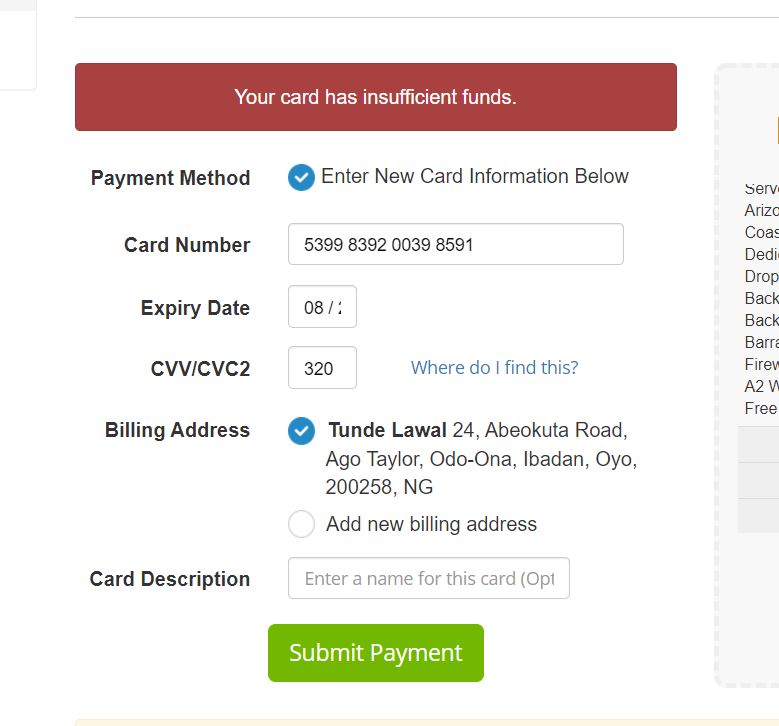 Your card has insufficient funds.
Payment Method Enter New Card Information Below
Card Number 5399 8392 0039 8591
Expiry Date 08 /
CVV/CVC2 320 Where do I find this?
Billing Address Tunde Lawal 24, Abeokuta Road,
Ago Taylor, Odo-Ona, Ibadan, Oyo,
200258, NG
Add new billing address
Card Description Enter a name for this card (Opt
Submit Payment
Serv
Arizo
Coas
Dedi
Drop
Back
Back
Barra
Firew
A2 W
Free